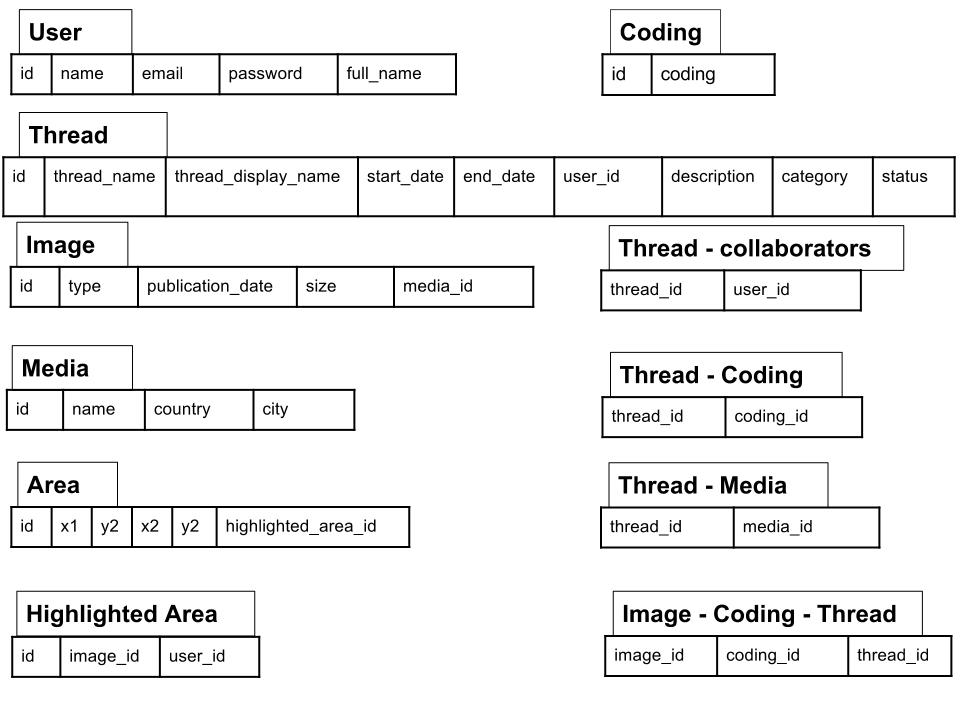 User
id name email password full_name
Coding
id coding
Thread
id thread_name thread_display_name start_date end_date user_id description category status
Image
id type publication_date size media_id
Thread - collaborators
thread_id user_id
Media
id name country city
Thread - Coding
thread_id coding_id
Area
id x1 y2 x2 y2 highlighted_area_id
Thread - Media
thread_id media_id
Highlighted Area
id image_id user_id
Image - Coding - Thread
image_id coding_id thread_id